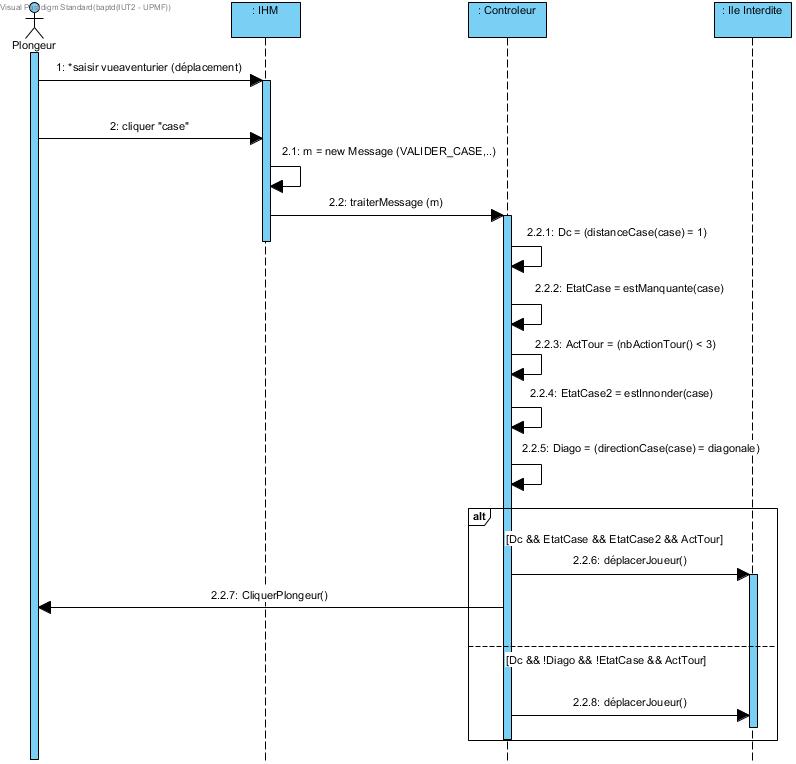 Visual Paradigm Standard(baptd(IUT2 - UPMF))
: IHM
: Controleur
: Ile Interdite
Plongeur
1: *saisir vueaventurier (déplacement)
2: cliquer "case"
2.1: m = new Message (VALIDER_CASE,..)
2.2: traiterMessage (m)
2.2.1: Dc = (distanceCase(case) = 1)
2.2.2: EtatCase = estManquante(case)
2.2.3: ActTour = (nbActionTour() < 3)
2.2.4: EtatCase2 = estInnonder(case)
2.2.5: Diago = (directionCase(case) = diagonale)
alt
[Dc && EtatCase && EtatCase2 && ActTour]
2.2.6: déplacerJoueur()
2.2.7: CliquerPlongeur()
[Dc && !Diago && !EtatCase && ActTour]
2.2.8: déplacerJoueur()